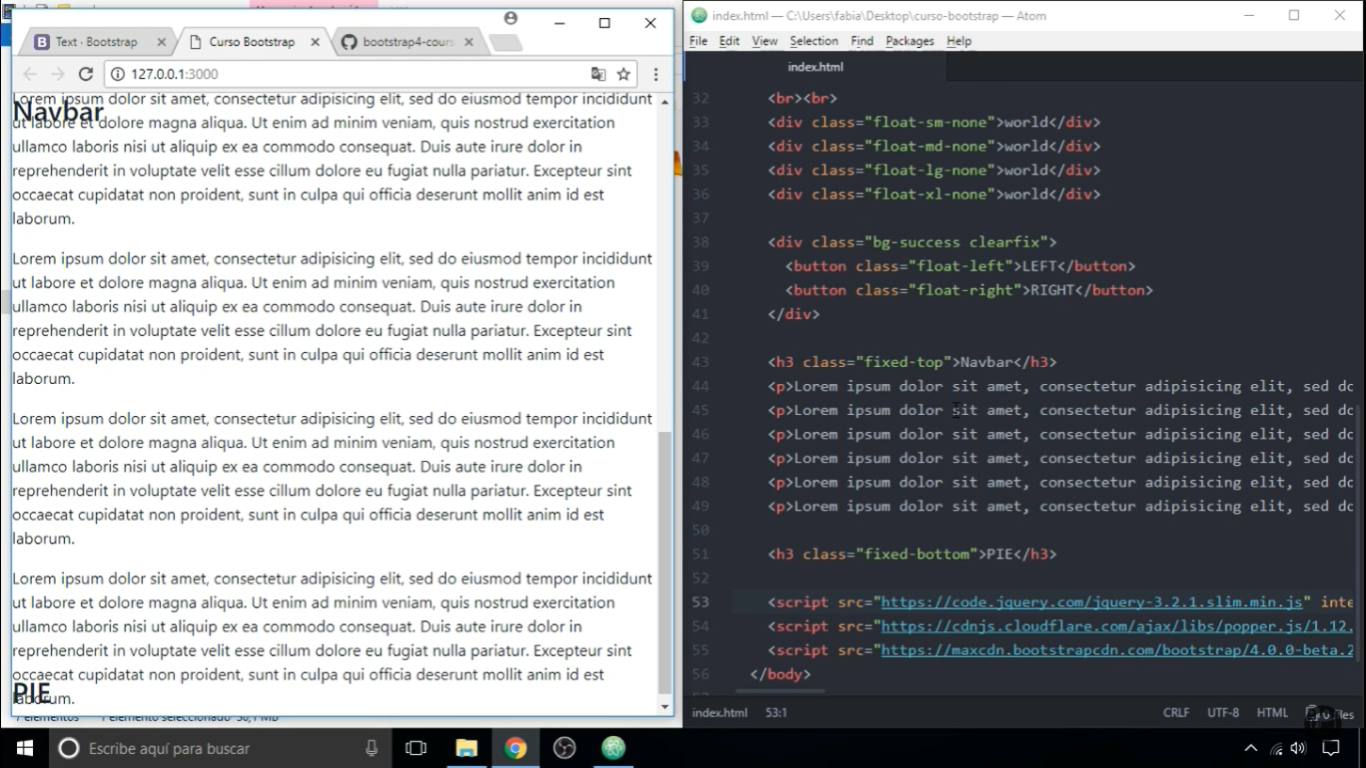 Text · Bootstrap
Curso Bootstrap
bootstrap4-cours
127.0.0.1:3000
Navbar
Lorem ipsum dolor sit amet, consectetur adipisicing elit, sed do eiusmod tempor incididunt
ut labore et dolore magna aliqua. Ut enim ad minim veniam, quis nostrud exercitation
ullamco laboris nisi ut aliquip ex ea commodo consequat. Duis aute irure dolor in
reprehenderit in voluptate velit esse cillum dolore eu fugiat nulla pariatur. Excepteur sint
occaecat cupidatat non proident, sunt in culpa qui officia deserunt mollit anim id est
laborum.
Lorem ipsum dolor sit amet, consectetur adipisicing elit, sed do eiusmod tempor incididunt
ut labore et dolore magna aliqua. Ut enim ad minim veniam, quis nostrud exercitation
ullamco laboris nisi ut aliquip ex ea commodo consequat. Duis aute irure dolor in
reprehenderit in voluptate velit esse cillum dolore eu fugiat nulla pariatur. Excepteur sint
occaecat cupidatat non proident, sunt in culpa qui officia deserunt mollit anim id est
laborum.
Lorem ipsum dolor sit amet, consectetur adipisicing elit, sed do eiusmod tempor incididunt
ut labore et dolore magna aliqua. Ut enim ad minim veniam, quis nostrud exercitation
ullamco laboris nisi ut aliquip ex ea commodo consequat. Duis aute irure dolor in
reprehenderit in voluptate velit esse cillum dolore eu fugiat nulla pariatur. Excepteur sint
occaecat cupidatat non proident, sunt in culpa qui officia deserunt mollit anim id est
laborum.
Lorem ipsum dolor sit amet, consectetur adipisicing elit, sed do eiusmod tempor incididunt
ut labore et dolore magna aliqua. Ut enim ad minim veniam, quis nostrud exercitation
ullamco laboris nisi ut aliquip ex ea commodo consequat. Duis aute irure dolor in
reprehenderit in voluptate velit esse cillum dolore eu fugiat nulla pariatur. Excepteur sint
occaecat cupidatat non proident, sunt in culpa qui officia deserunt mollit anim id est
laborum.
PIE
index.html — C:\Users\fabia\Desktop\curso-bootstrap — Atom
File Edit View Selection Find Packages Help
index.html
32 <br><br>
33 <div class="float-sm-none">world</div>
34 <div class="float-md-none">world</div>
35 <div class="float-lg-none">world</div>
36 <div class="float-xl-none">world</div>
37
38 <div class="bg-success clearfix">
39 <button class="float-left">LEFT</button>
40 <button class="float-right">RIGHT</button>
41 </div>
42
43 <h3 class="fixed-top">Navbar</h3>
44 <p>Lorem ipsum dolor sit amet, consectetur adipisicing elit, sed do
45 <p>Lorem ipsum dolor sit amet, consectetur adipisicing elit, sed do
46 <p>Lorem ipsum dolor sit amet, consectetur adipisicing elit, sed do
47 <p>Lorem ipsum dolor sit amet, consectetur adipisicing elit, sed do
48 <p>Lorem ipsum dolor sit amet, consectetur adipisicing elit, sed do
49 <p>Lorem ipsum dolor sit amet, consectetur adipisicing elit, sed do
50
51 <h3 class="fixed-bottom">PIE</h3>
52
53 <script src="https://code.jquery.com/jquery-3.2.1.slim.min.js" inte
54 <script src="https://cdnjs.cloudflare.com/ajax/libs/popper.js/1.12.
55 <script src="https://maxcdn.bootstrapcdn.com/bootstrap/4.0.0-beta.2
56 </body>
index.html 53:1 CRLF UTF-8 HTML 0 files
Escribe aquí para buscar